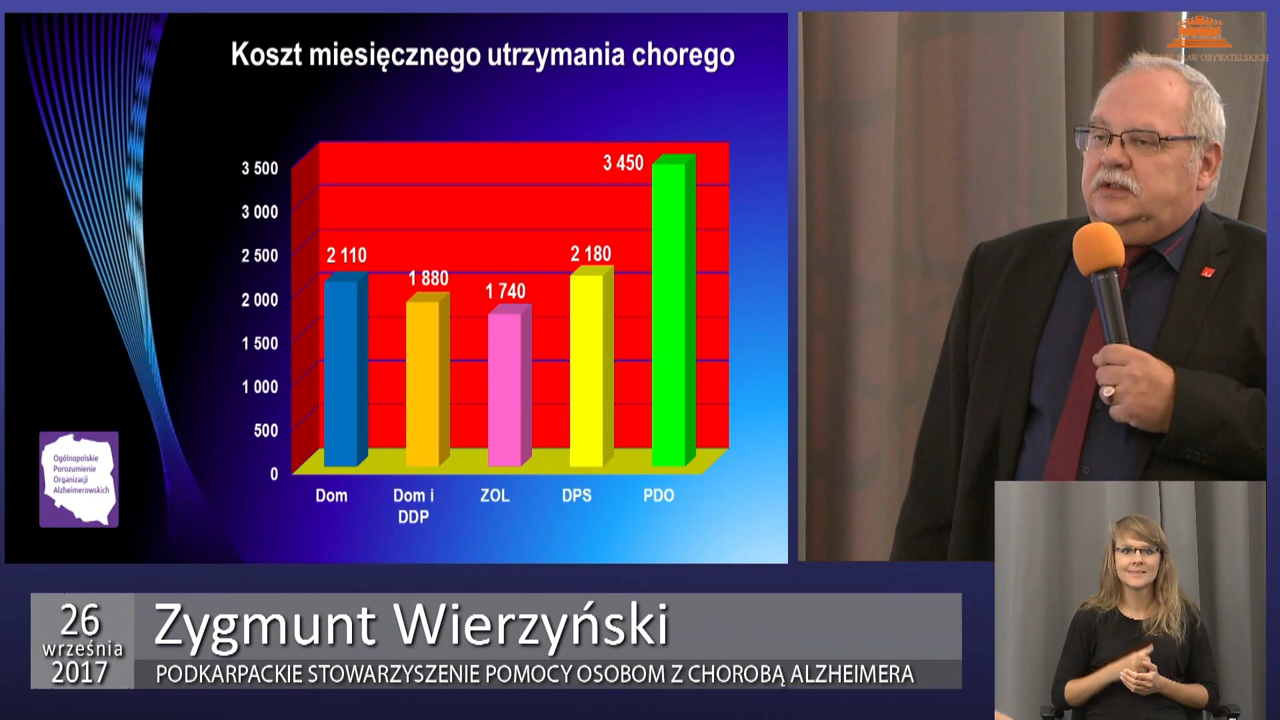 Koszt miesięcznego utrzymania chorego
3 500
3 000
2 500
2 000
1 500
1 000
500
0
2 110
1 880
1 740
2 180
3 450
Dom
Dom i
DDP
ZOL
DPS
PDO
Ogólnopolskie
Porozumienie
Organizacji
Alzheimerowskich
OBYWATELSKICH
26
września
2017
Zygmunt Wierzyński
PODKARPACKIE STOWARZYSZENIE POMOCY OSOBOM Z CHOROBĄ ALZHEIMERA